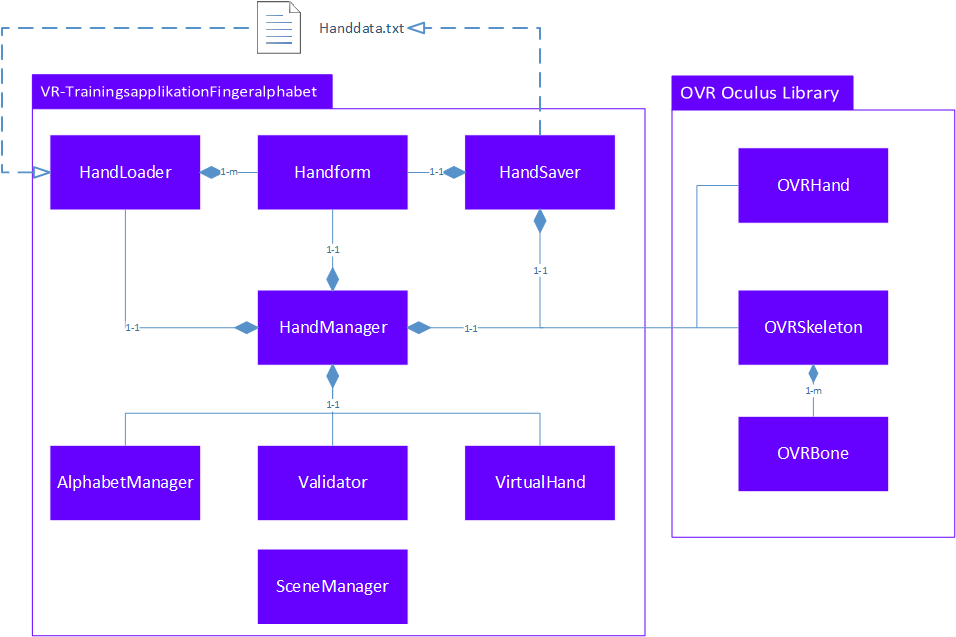 Handdata.txt
VR-TrainingsapplikationFingeralphabet
OVR Oculus Library
HandLoader
1-m
Handform
1-1
HandSaver
OVRHand
1-1
1-1
1-1
HandManager
1-1
OVRSkeleton
1-m
1-1
OVRBone
AlphabetManager
Validator
VirtualHand
SceneManager